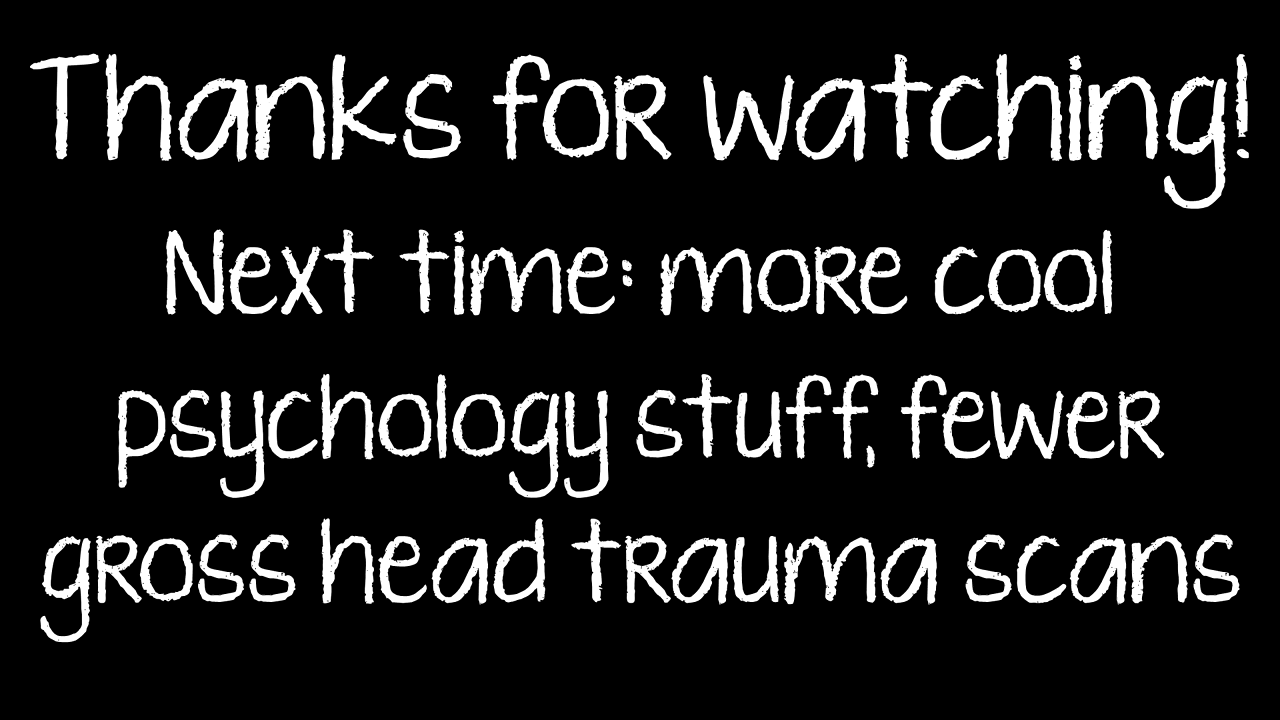 Thanks for watching!
Next time: more cool
psychology stuff, fewer
gross head trauma scans